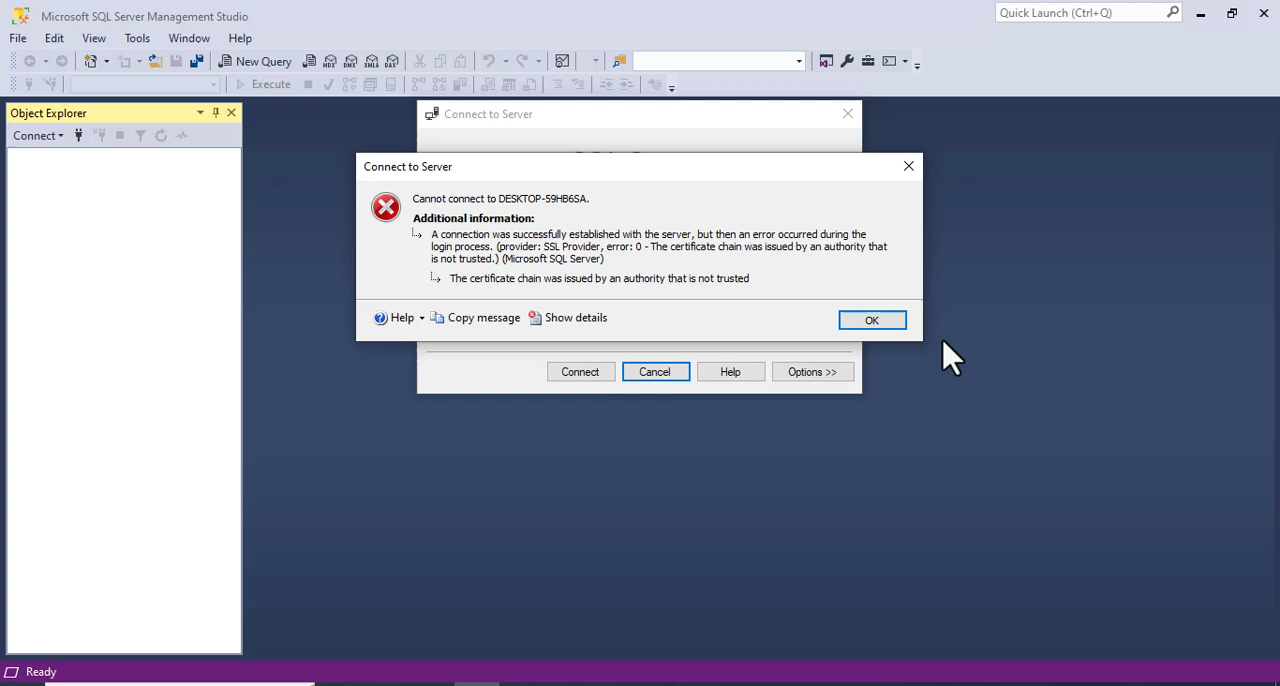 Microsoft SQL Server Management Studio
Quick Launch (Ctrl+Q)
File Edit View Tools Window Help
New Query
MDX DMX XMLA DAX
Execute
Object Explorer
Connect
Connect to Server
Connect to Server
Cannot connect to DESKTOP-59HB6SA.
Additional information:
A connection was successfully established with the server, but then an error occurred during the
login process. (provider: SSL Provider, error: 0 - The certificate chain was issued by an authority that
is not trusted.) (Microsoft SQL Server)
The certificate chain was issued by an authority that is not trusted
Help Copy message Show details OK
Connect Cancel Help Options >>
Ready